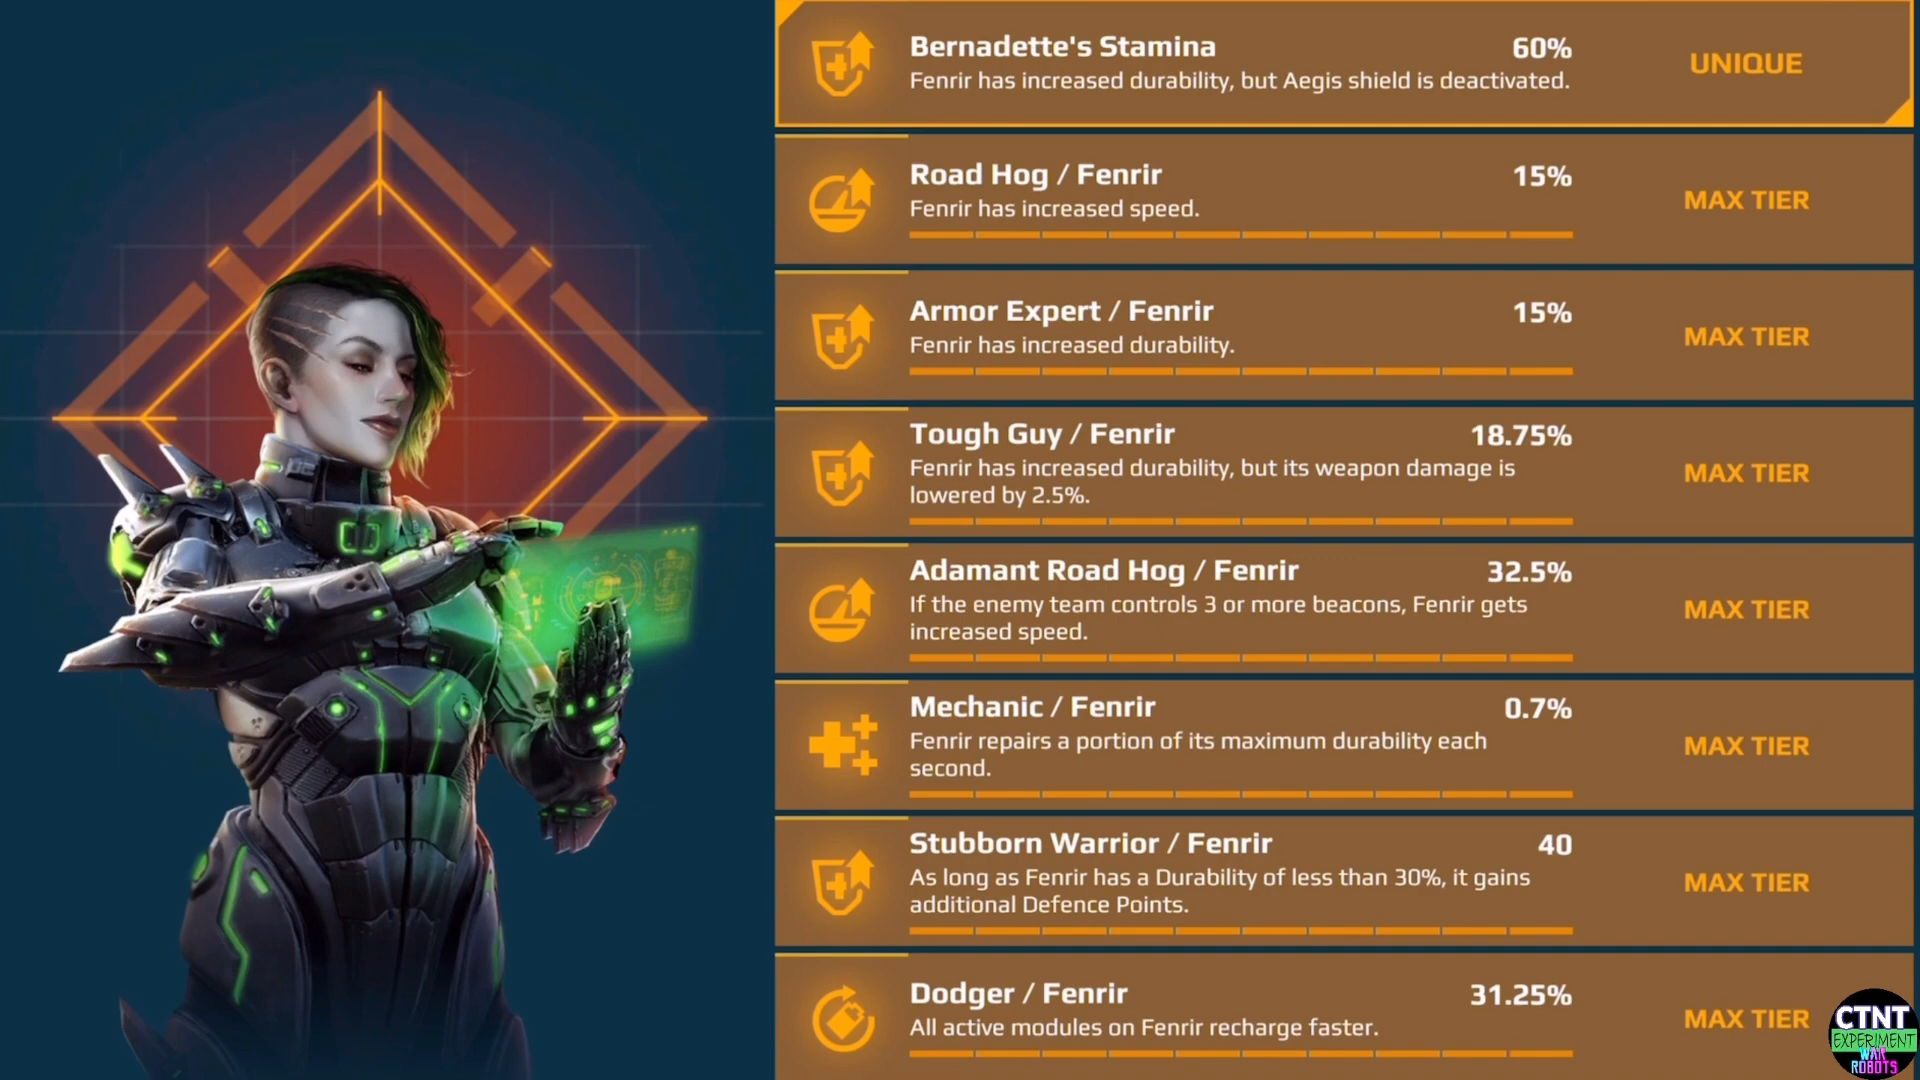 Bernadette's Stamina 60% UNIQUE
Fenrir has increased durability, but Aegis shield is deactivated.
Road Hog / Fenrir 15% MAX TIER
Fenrir has increased speed.
Armor Expert / Fenrir 15% MAX TIER
Fenrir has increased durability.
Tough Guy / Fenrir 18.75% MAX TIER
Fenrir has increased durability, but its weapon damage is
lowered by 2.5%.
Adamant Road Hog / Fenrir 32.5% MAX TIER
If the enemy team controls 3 or more beacons, Fenrir gets
increased speed.
Mechanic / Fenrir 0.7% MAX TIER
Fenrir repairs a portion of its maximum durability each
second.
Stubborn Warrior / Fenrir 40 MAX TIER
As long as Fenrir has a Durability of less than 30%, it gains
additional Defence Points.
Dodger / Fenrir 31.25% MAX TIER
All active modules on Fenrir recharge faster.
CTNT
EXPERIMENT
WAR
ROBOTS